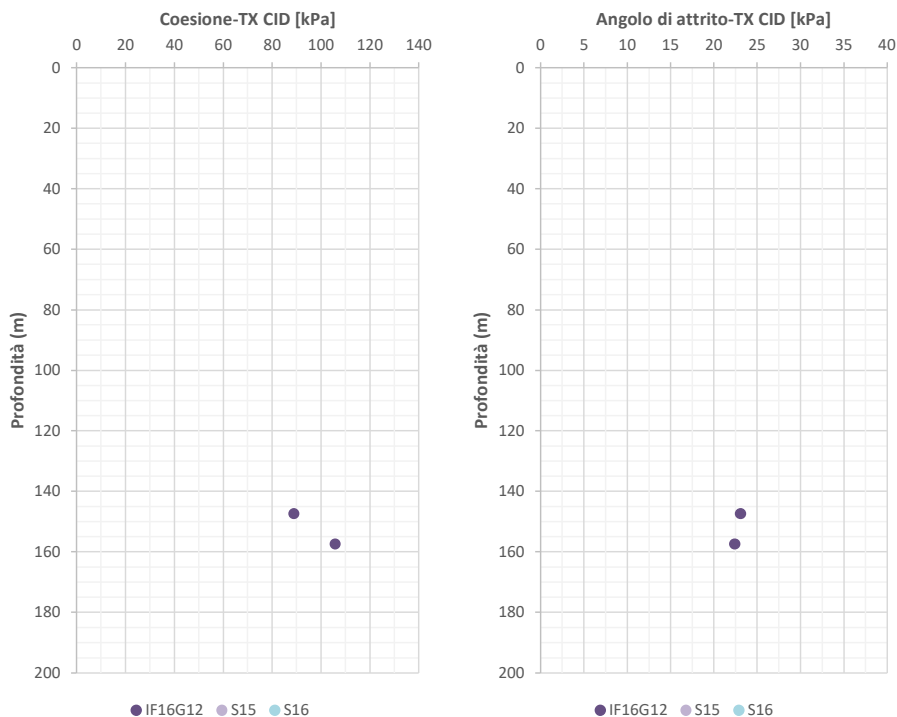 Coesione-TX CID [kPa]
0 20 40 60 80 100 120 140
0
20
40
60
80
100
120
140
160
180
200
Profondità (m)
IF16G12 S15 S16
Angolo di attrito-TX CID [kPa]
0 5 10 15 20 25 30 35 40
0
20
40
60
80
100
120
140
160
180
200
Profondità (m)
IF16G12 S15 S16